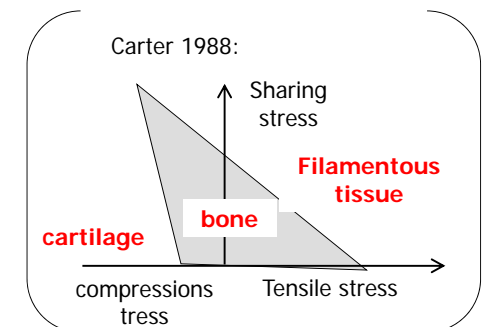 Carter 1988:
Sharing
stress
Filamentous
tissue
bone
cartilage
compressions
tress
Tensile stress